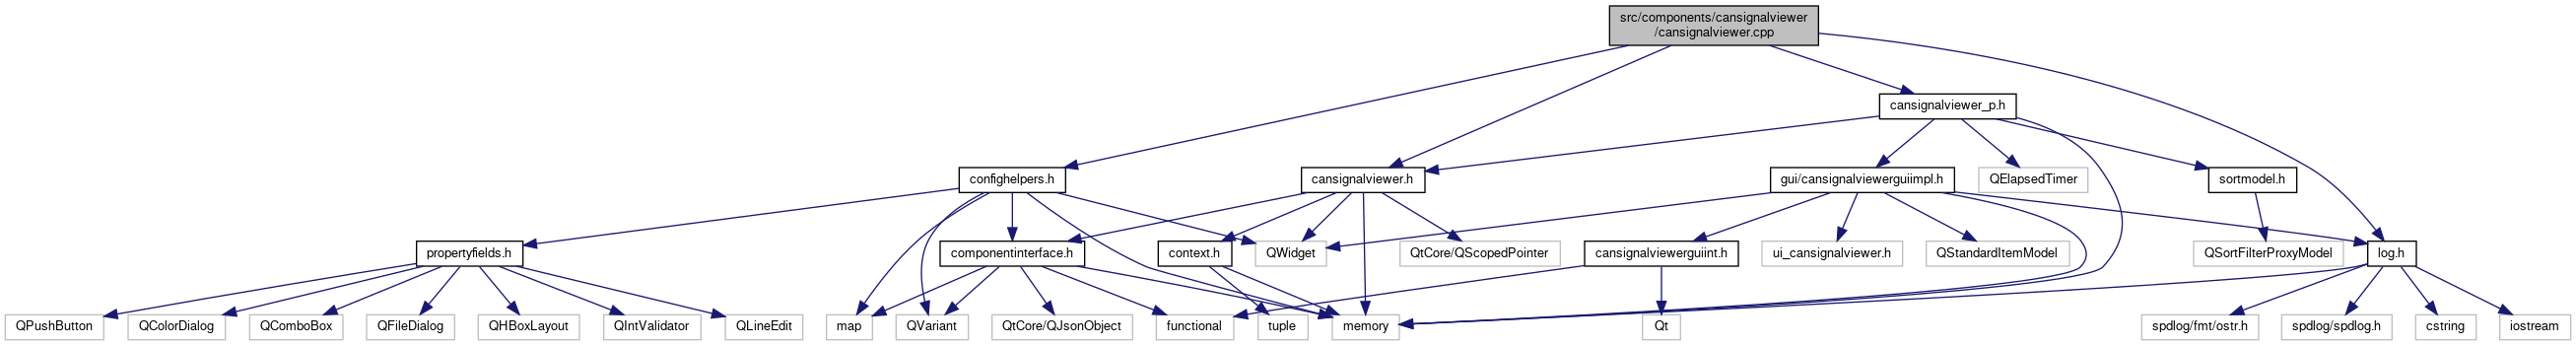 src/components/cansignalviewer
/cansignalviewer.cpp
cansignalviewer_p.h
confighelpers.h
cansignalviewer.h
gui/cansignalviewerguiimpl.h
QElapsedTimer
sortmodel.h
propertyfields.h
componentinterface.h
context.h
QWidget
QtCore/QScopedPointer
cansignalviewerguiint.h
ui_cansignalviewer.h
QStandardItemModel
QSortFilterProxyModel
log.h
QPushButton
QColorDialog
QComboBox
QFileDialog
QHBoxLayout
QIntValidator
QLineEdit
map
QVariant
QtCore/QJsonObject
functional
tuple
memory
Qt
spdlog/fmt/ostr.h
spdlog/spdlog.h
cstring
iostream